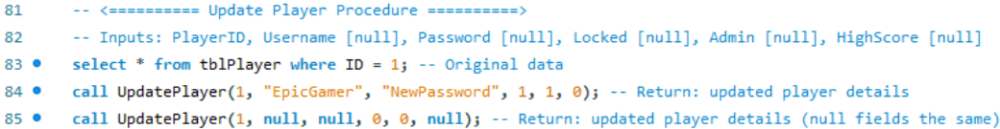 81 -- <========== Update Player Procedure ==========>
82 -- Inputs: PlayerID, Username [null], Password [null], Locked [null], Admin [null], HighScore [null]
83 select * from tblPlayer where ID = 1; -- Original data
84 call UpdatePlayer(1, "EpicGamer", "NewPassword", 1, 1, 0); -- Return: updated player details
85 call UpdatePlayer(1, null, null, 0, 0, null); -- Return: updated player details (null fields the same)